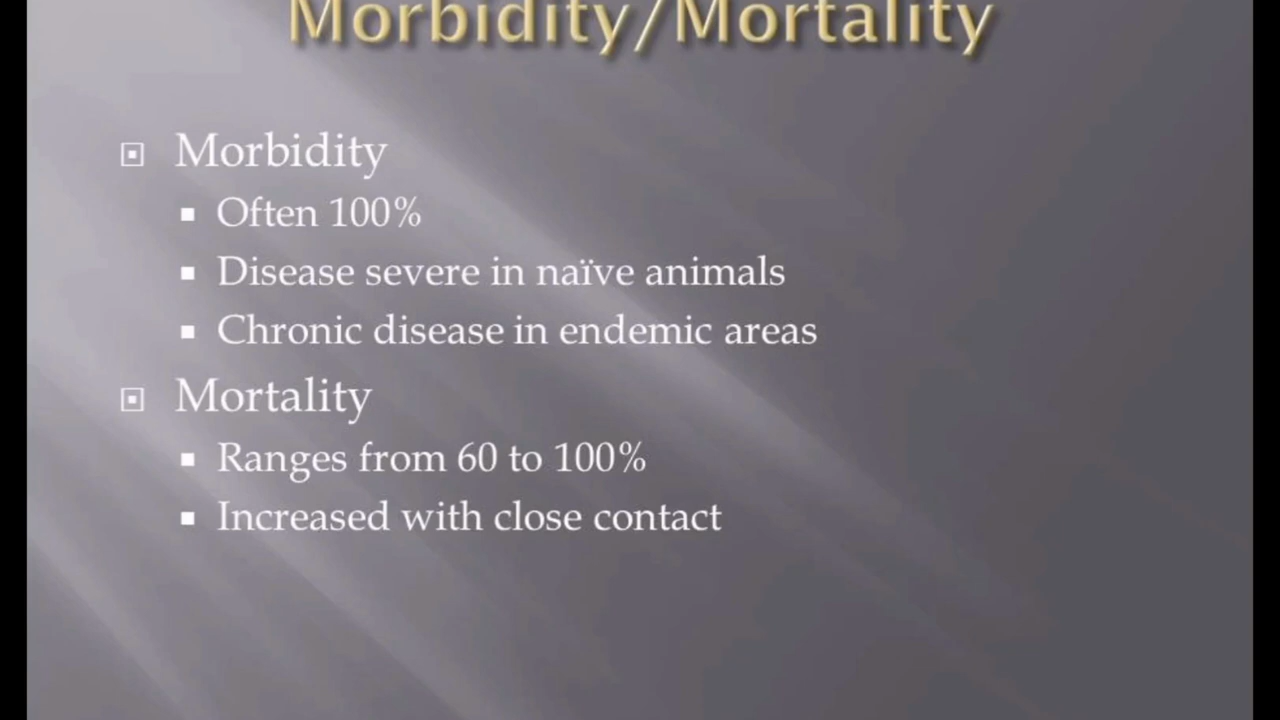 Morbidity/Mortality
Morbidity
Often 100%
Disease severe in naïve animals
Chronic disease in endemic areas
Mortality
Ranges from 60 to 100%
Increased with close contact